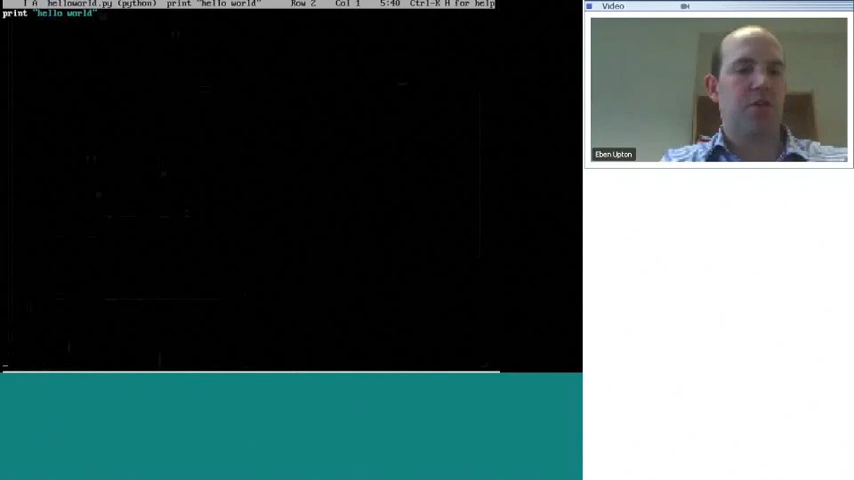 I A helloworld.py (python) print "hello world" Row 2 Col 1 5:40 Ctrl-K H for help
print "hello world"
Video
Eben Upton